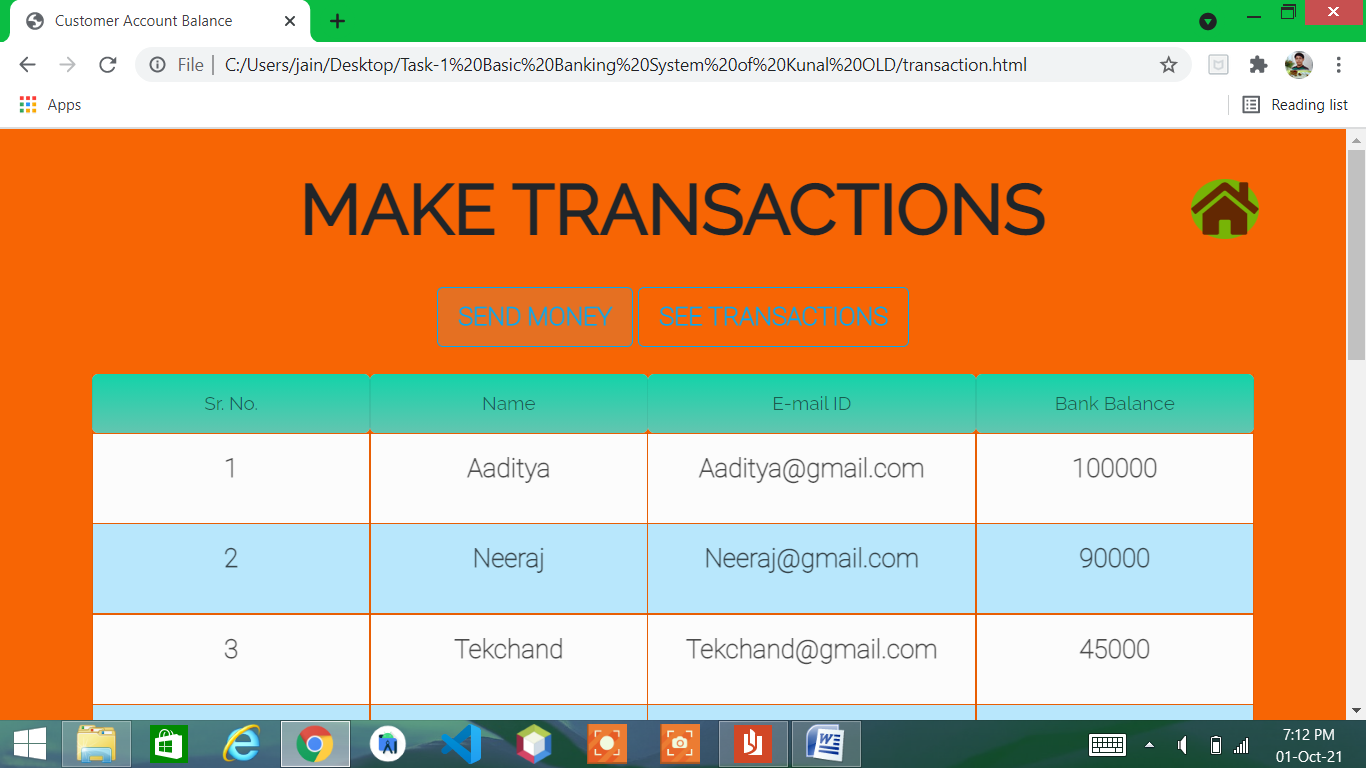 Customer Account Balance
File | C:/Users/jain/Desktop/Task-1%20Basic%20Banking%20System%20of%20Kunal%20OLD/transaction.html
Apps
Reading list
MAKE TRANSACTIONS
SEND MONEY SEE TRANSACTIONS
Sr. No. Name E-mail ID Bank Balance
1 Aaditya Aaditya@gmail.com 100000
2 Neeraj Neeraj@gmail.com 90000
3 Tekchand Tekchand@gmail.com 45000
7:12 PM
01-Oct-21